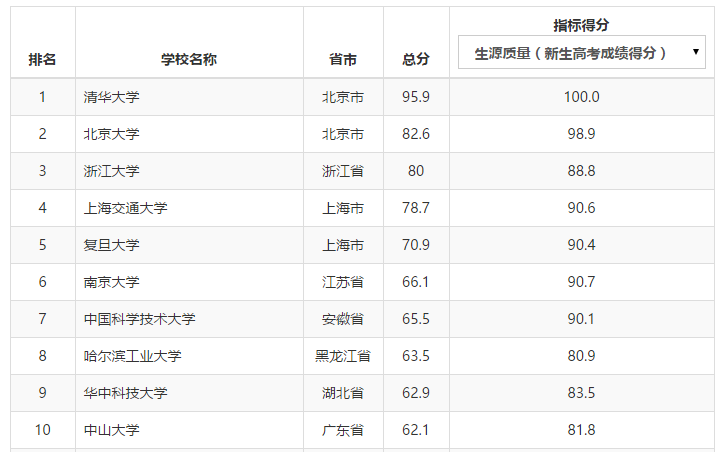 指标得分
生源质量（新生高考成绩得分）
排名 学校名称 省市 总分
1 清华大学 北京市 95.9 100.0
2 北京大学 北京市 82.6 98.9
3 浙江大学 浙江省 80 88.8
4 上海交通大学 上海市 78.7 90.6
5 复旦大学 上海市 70.9 90.4
6 南京大学 江苏省 66.1 90.7
7 中国科学技术大学 安徽省 65.5 90.1
8 哈尔滨工业大学 黑龙江省 63.5 80.9
9 华中科技大学 湖北省 62.9 83.5
10 中山大学 广东省 62.1 81.8